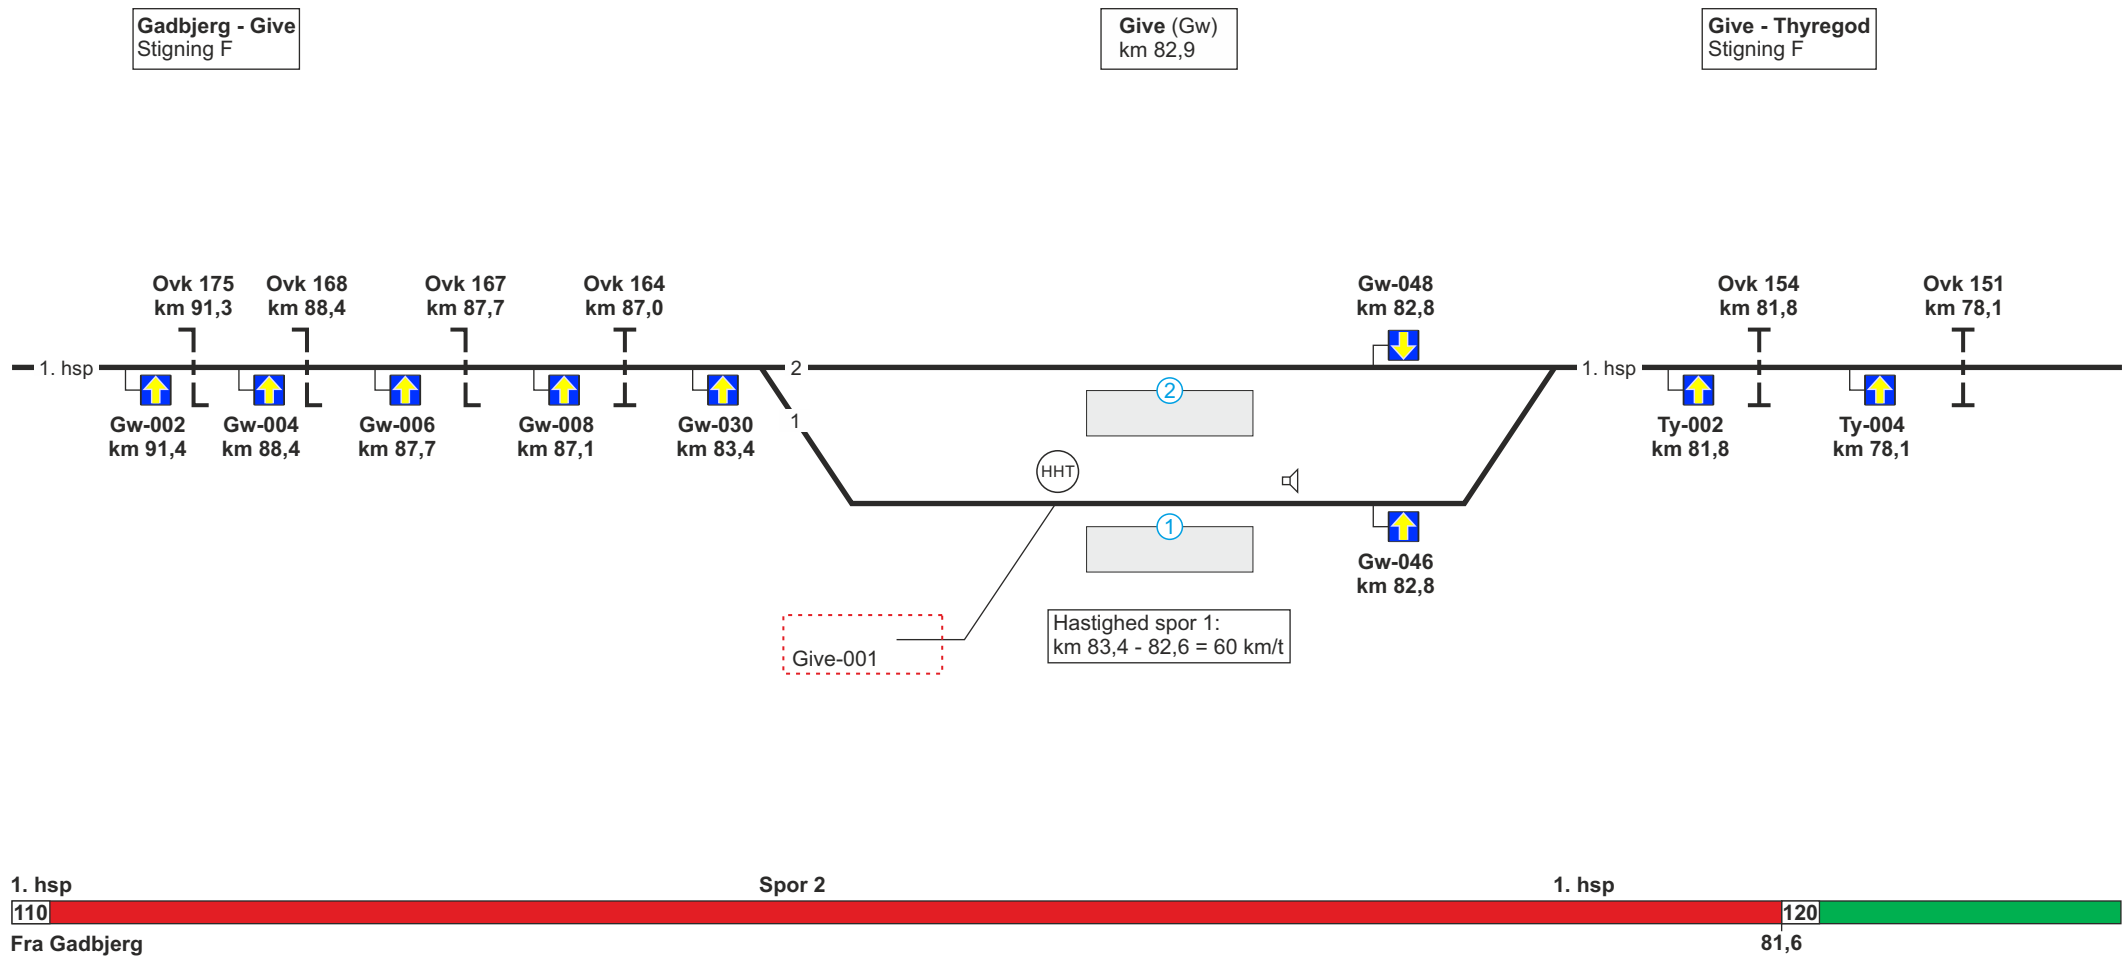 Gadbjerg - Give
Stigning F
Give (Gw)
km 82,9
Give - Thyregod
Stigning F
Ovk 175
km 91,3
Ovk 168
km 88,4
Ovk 167
km 87,7
Ovk 164
km 87,0
Gw-048
km 82,8
Ovk 154
km 81,8
Ovk 151
km 78,1
1. hsp
2
1. hsp
1
2
Gw-002
km 91,4
Gw-004
km 88,4
Gw-006
km 87,7
Gw-008
km 87,1
Gw-030
km 83,4
Ty-002
km 81,8
Ty-004
km 78,1
HHT
1
Gw-046
km 82,8
Give-001
Hastighed spor 1:
km 83,4 - 82,6 = 60 km/t
1. hsp
Spor 2
1. hsp
110
120
Fra Gadbjerg
81,6